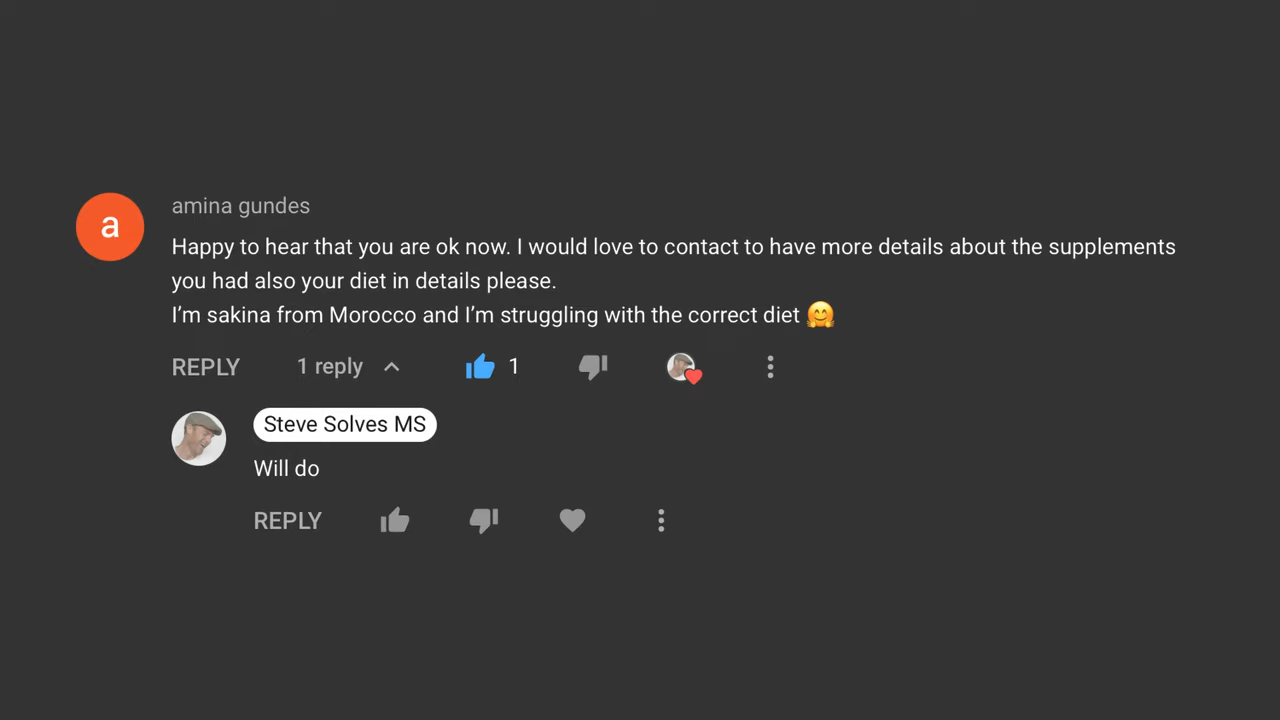 a
amina gundes
Happy to hear that you are ok now. I would love to contact to have more details about the supplements
you had also your diet in details please.
I’m sakina from Morocco and I’m struggling with the correct diet 🤗
REPLY 1 reply 1
Steve Solves MS
Will do
REPLY